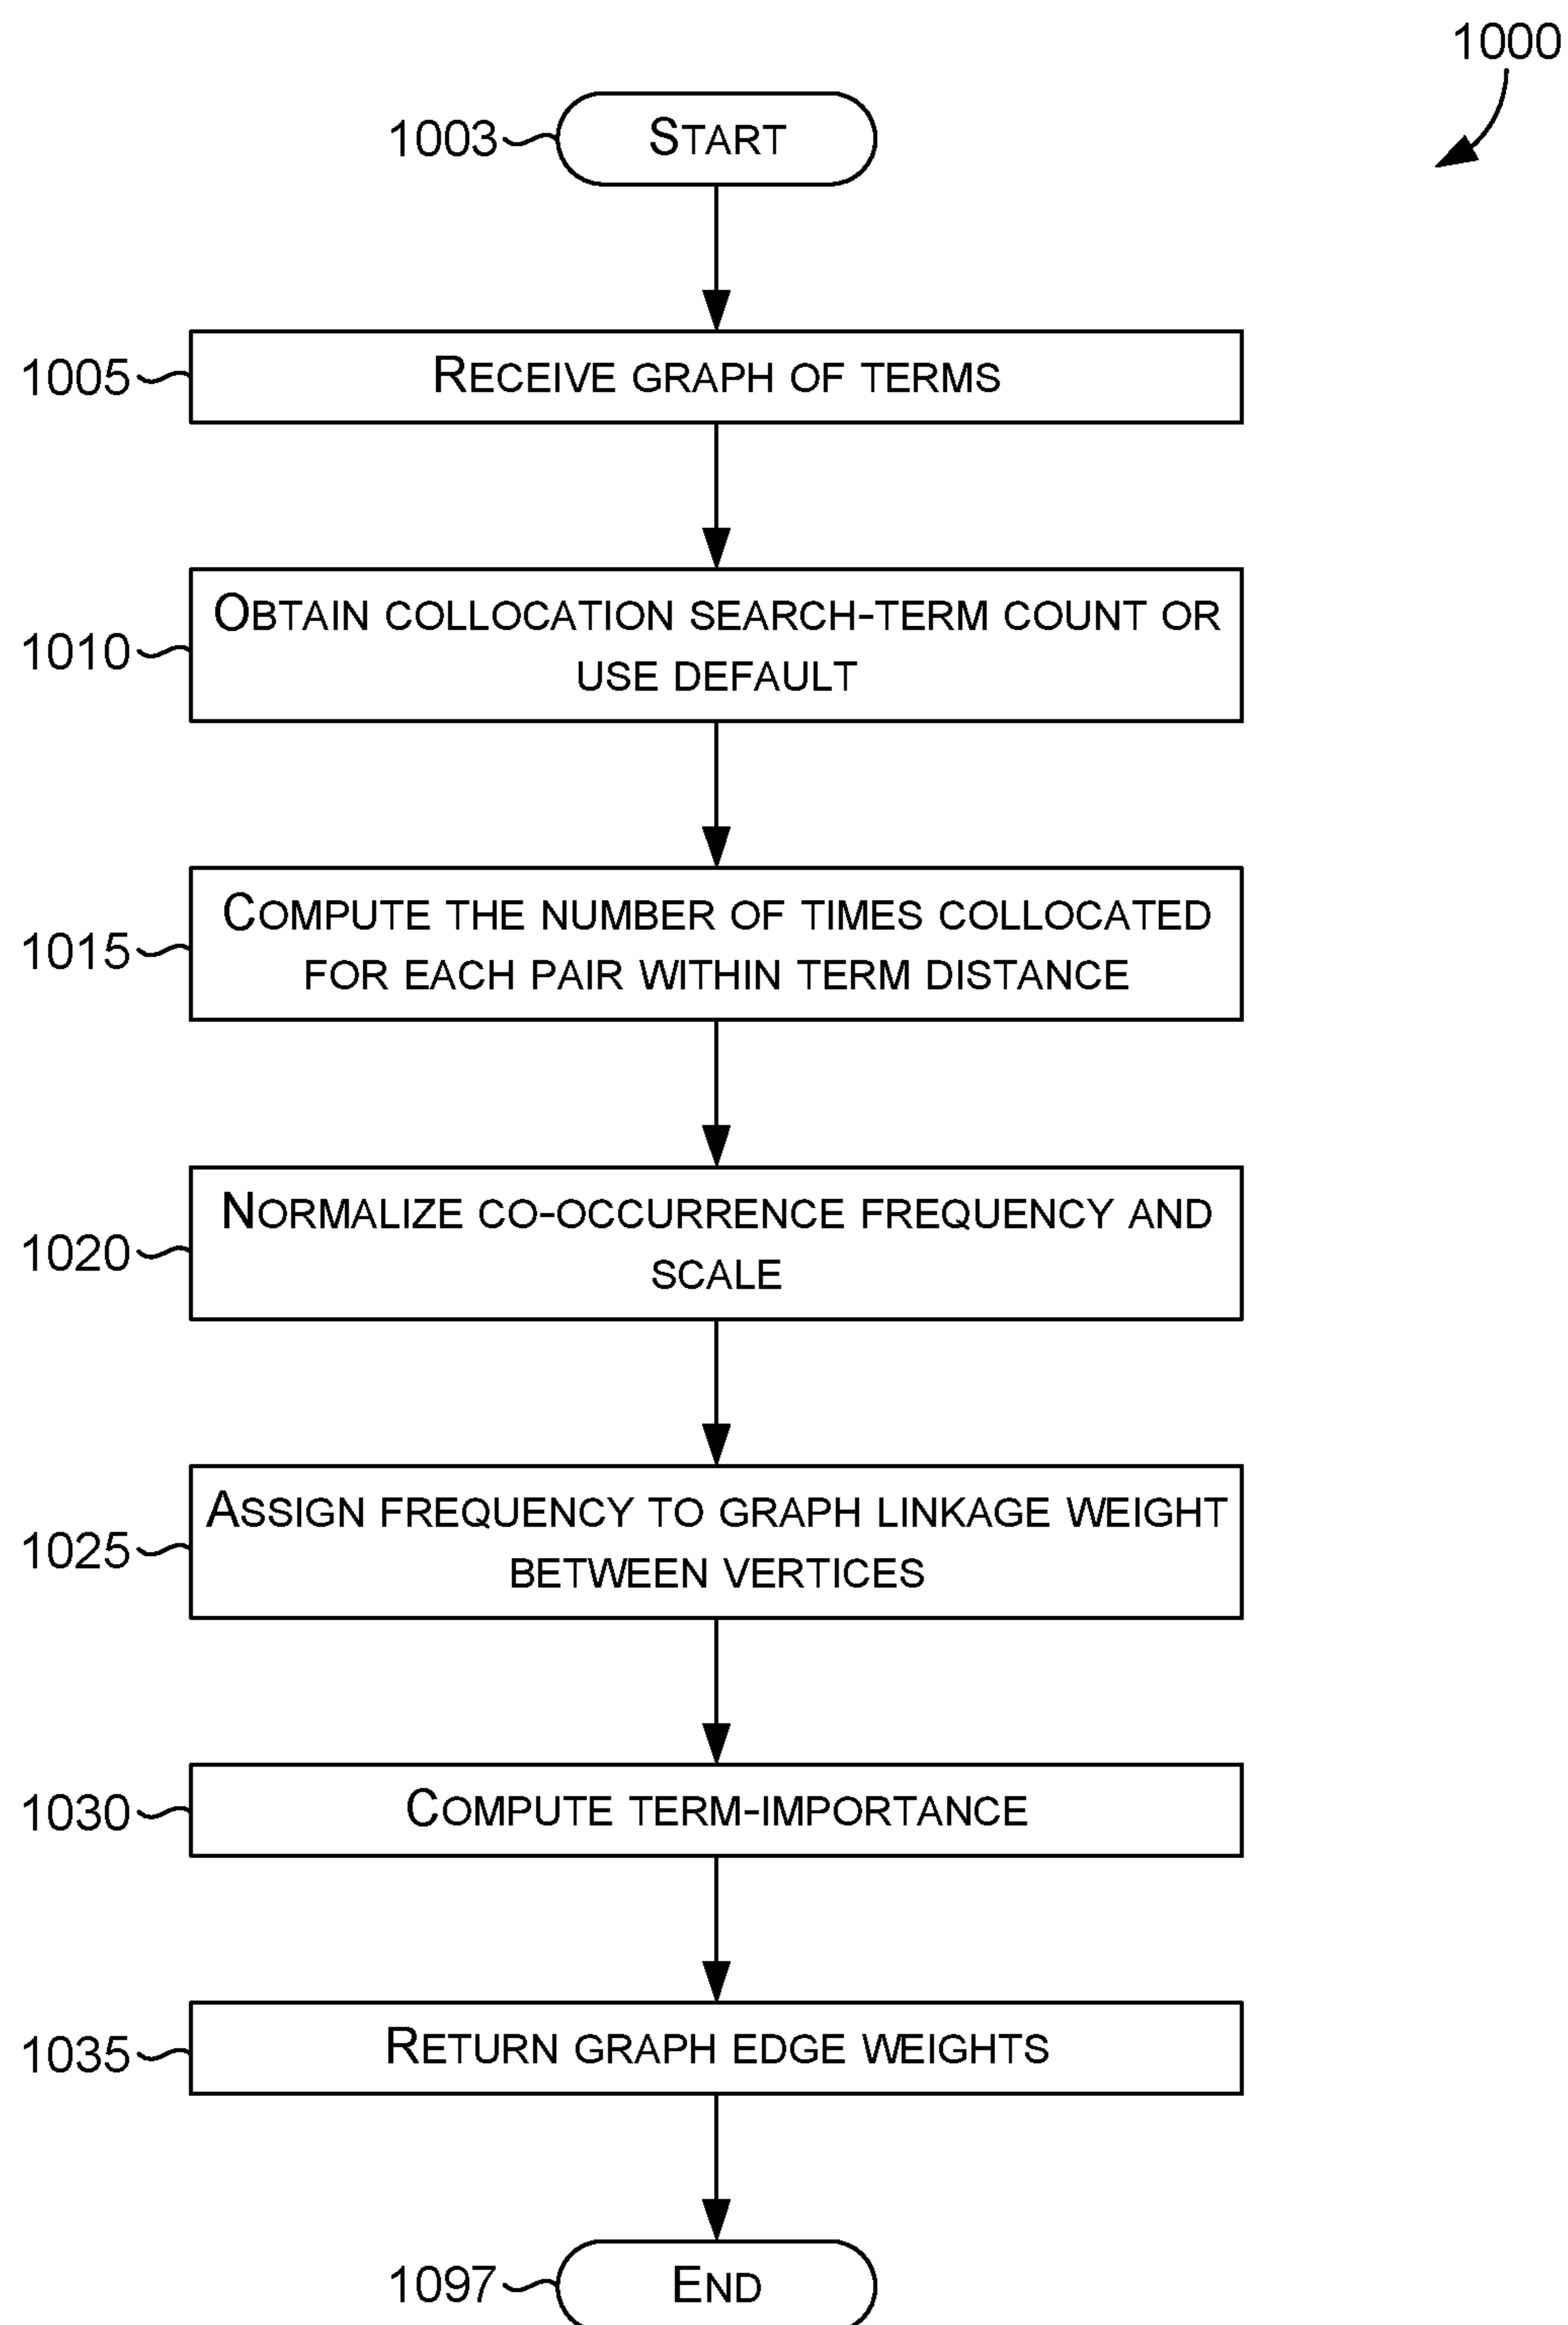 1000
1003 START
1005 RECEIVE GRAPH OF TERMS
OBTAIN COLLOCATION SEARCH-TERM COUNT OR
1010
USE DEFAULT
COMPUTE THE NUMBER OF TIMES COLLOCATED
1015
FOR EACH PAIR WITHIN TERM DISTANCE
NORMALIZE CO-OCCURRENCE FREQUENCY AND
1020
SCALE
ASSIGN FREQUENCY TO GRAPH LINKAGE WEIGHT
1025
BETWEEN VERTICES
1030 COMPUTE TERM-IMPORTANCE
1035 RETURN GRAPH EDGE WEIGHTS
1097 END